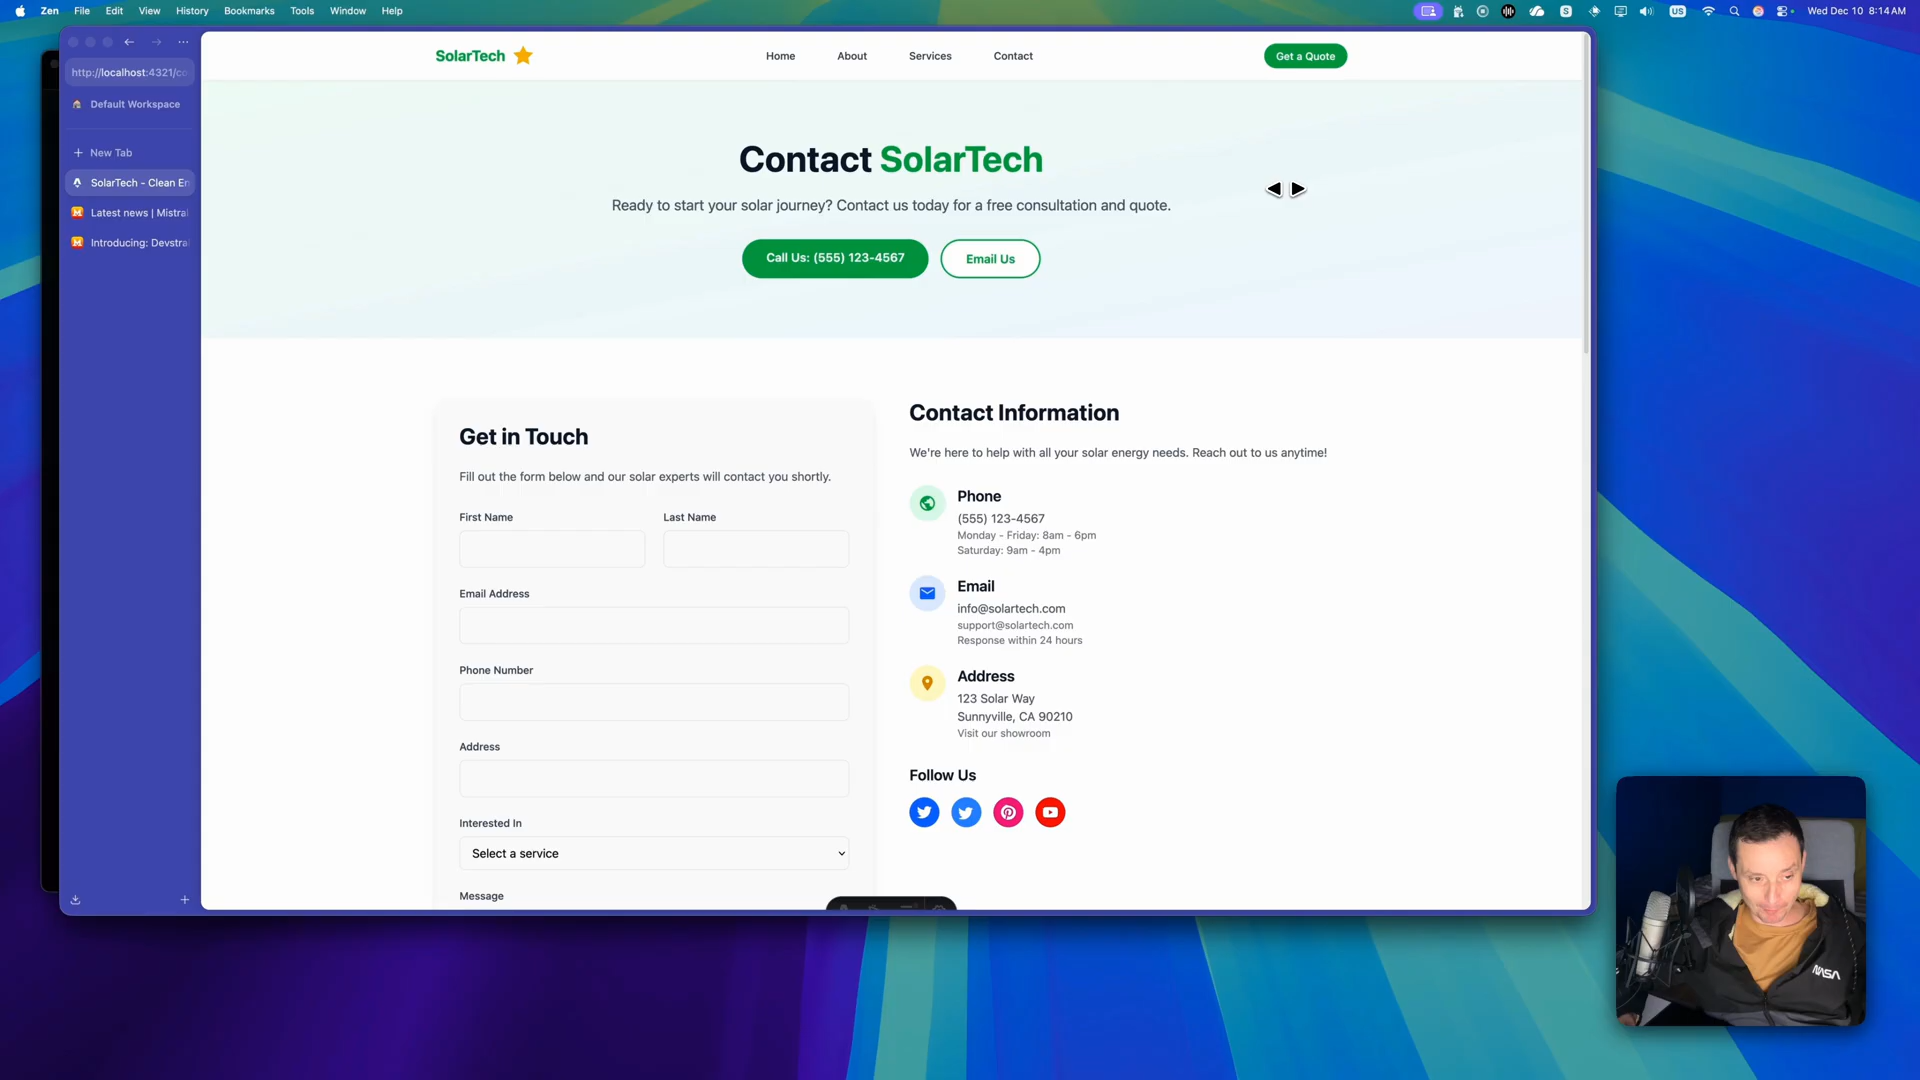 Zen File Edit View History Bookmarks Tools Window Help
S US Wed Dec 10 8:14 AM
http://localhost:4321/co
Default Workspace
New Tab
SolarTech - Clean En
Latest news | Mistral
Introducing: Devstral
SolarTech
Home About Services Contact
Get a Quote
Contact SolarTech
Ready to start your solar journey? Contact us today for a free consultation and quote.
Call Us: (555) 123-4567
Email Us
Get in Touch
Fill out the form below and our solar experts will contact you shortly.
First Name Last Name
Email Address
Phone Number
Address
Interested In
Select a service
Message
Contact Information
We're here to help with all your solar energy needs. Reach out to us anytime!
Phone
(555) 123-4567
Monday - Friday: 8am - 6pm
Saturday: 9am - 4pm
Email
info@solartech.com
support@solartech.com
Response within 24 hours
Address
123 Solar Way
Sunnyville, CA 90210
Visit our showroom
Follow Us
NASA